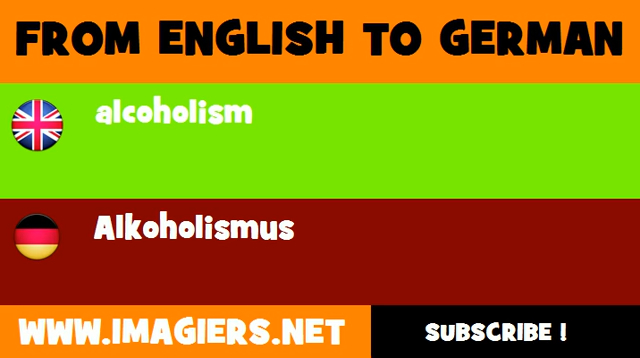 FROM ENGLISH TO GERMAN
alcoholism
Alkoholismus
WWW.IMAGIERS.NET
SUBSCRIBE !